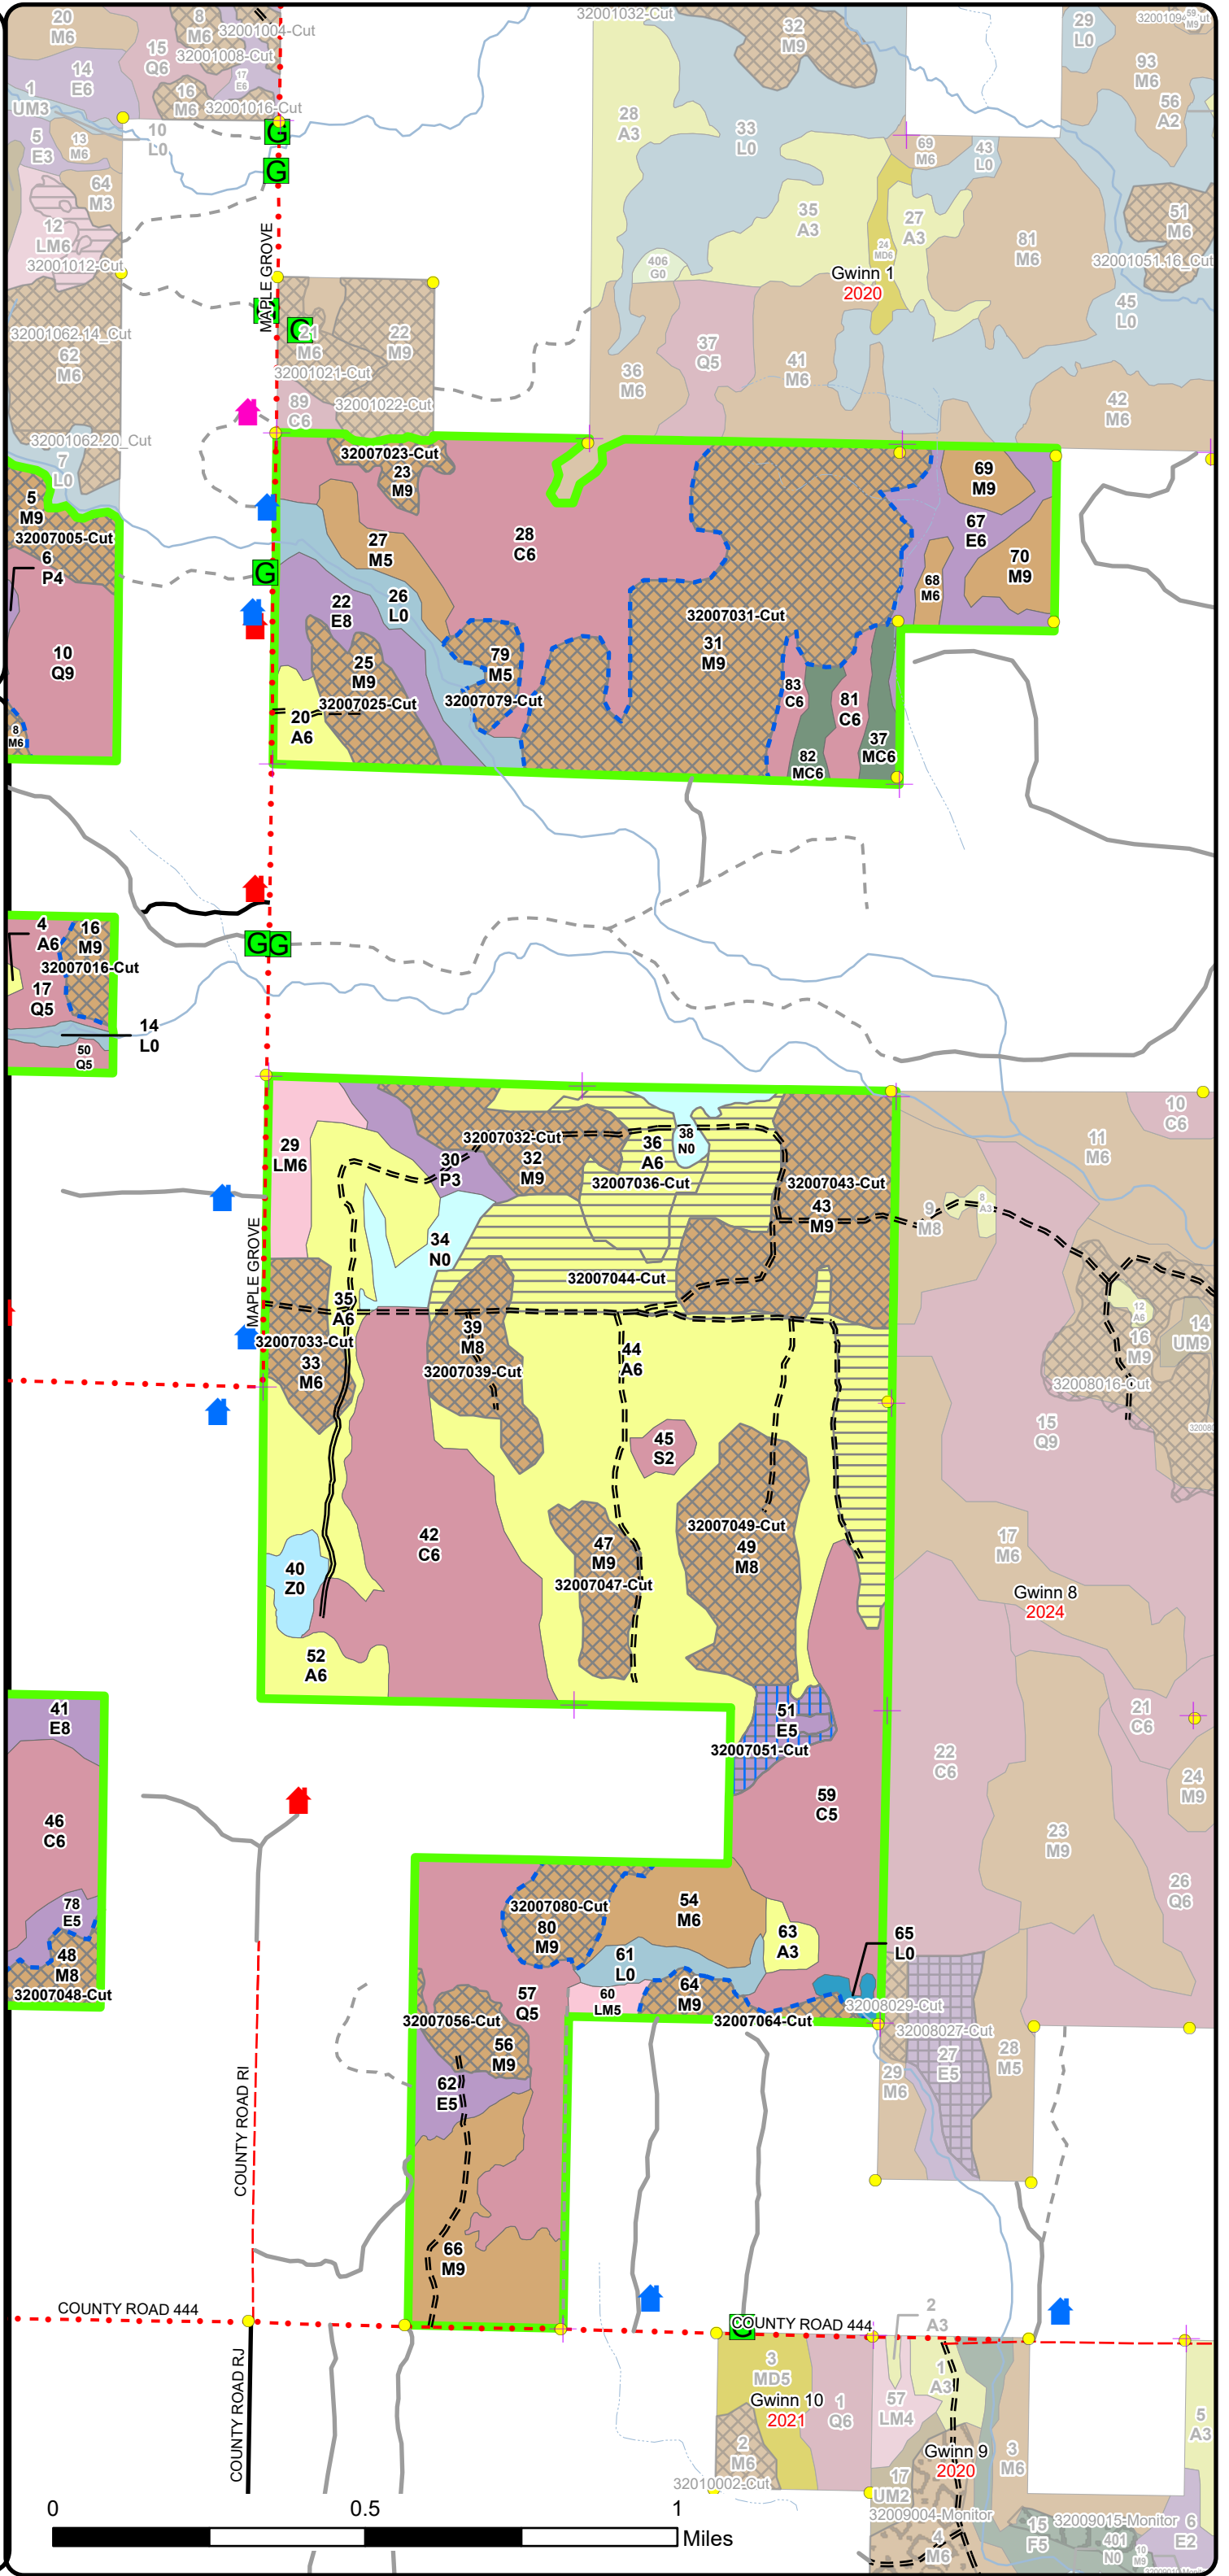 20
M6
8
M6
32001004-Cut
32001008-Cut
15
Q6
14
E6
17
E6
16
M6
32001016-Cut
1
UM3
5
E3
13
M6
10
L0
64
M3
12
LM6
32001012-Cut
32001062.14_Cut
62
M6
32001062.20_Cut
7
L0
G
G
MAPLE GROVE
G
21
M6
22
M9
32001021-Cut
32001022-Cut
89
C6
32001032-Cut
32
M9
29
L0
59
M9
93
M6
56
A2
28
A3
33
L0
69
M6
43
L0
35
A3
27
A3
24
MD6
51
M6
81
M6
32001051.16_Cut
406
G0
Gwinn 1
2020
45
L0
37
Q5
36
M6
41
M6
42
M6
5
M9
32007005-Cut
6
P4
10
Q9
8
M6
32007023-Cut
23
M9
28
C6
27
M5
26
L0
22
E8
25
M9
32007025-Cut
20
A6
79
M5
32007079-Cut
32007031-Cut
31
M9
69
M9
67
E6
70
M9
68
M6
83
C6
81
C6
82
MC6
37
MC6
G
GG
4
A6
16
M9
32007016-Cut
17
Q5
14
L0
50
Q5
29
LM6
30
P3
32007032-Cut
32
M9
36
A6
32007036-Cut
38
N0
32007043-Cut
43
M9
34
N0
32007044-Cut
35
A6
MAPLE GROVE
32007033-Cut
33
M6
39
M8
32007039-Cut
44
A6
45
S2
42
C6
40
Z0
47
M9
32007047-Cut
32007049-Cut
49
M8
52
A6
51
E5
32007051-Cut
59
C5
10
C6
11
M6
9
M8
8
A3
12
A6
14
UM9
16
M9
32008016-Cut
15
Q9
17
M6
Gwinn 8
2024
21
C6
22
C6
24
M9
23
M9
26
Q6
41
E8
46
C6
78
E5
48
M8
32007048-Cut
32007080-Cut
80
M9
54
M6
63
A3
61
L0
65
L0
60
LM5
64
M9
32007064-Cut
57
Q5
32007056-Cut
56
M9
62
E5
66
M9
32008029-Cut
32008027-Cut
27
E5
28
M5
29
M6
COUNTY ROAD RI
COUNTY ROAD 444
COUNTY ROAD RJ
COUNTY ROAD 444
2
A3
3
MD5
1
A3
Gwinn 10
2021
1
Q6
57
LM4
5
A3
2
M6
32010002-Cut
Gwinn 9
2020
3
M6
17
UM2
32009004-Monitor
4
M6
32009015-Monitor
15
F5
401
N0
10
M9
6
E2
0
0.5
1
Miles